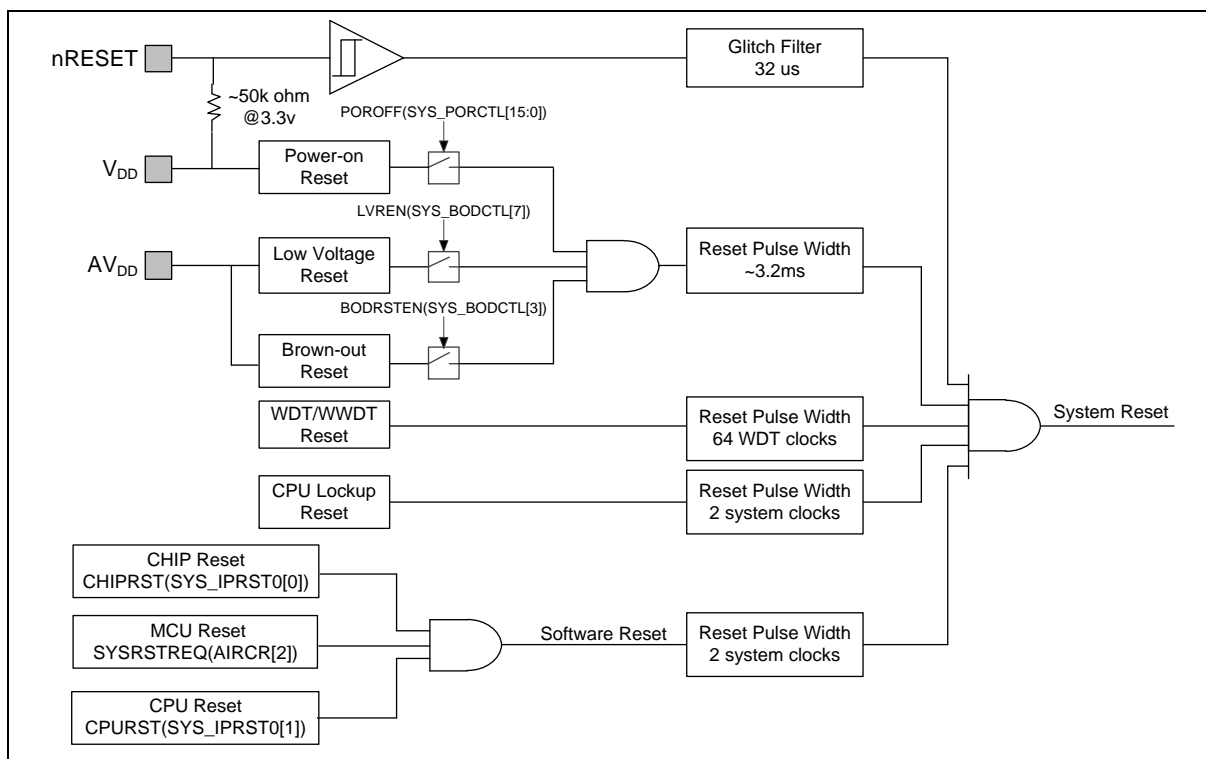 nRESET
Glitch Filter
32 us
~50k ohm
@3.3v
POROFF(SYS_PORCTL[15:0])
VDD
Power-on
Reset
LVREN(SYS_BODCTL[7])
AVDD
Low Voltage
Reset
Reset Pulse Width
~3.2ms
BODRSTEN(SYS_BODCTL[3])
Brown-out
Reset
WDT/WWDT
Reset
Reset Pulse Width
64 WDT clocks
System Reset
CPU Lockup
Reset
Reset Pulse Width
2 system clocks
CHIP Reset
CHIPRST(SYS_IPRST0[0])
MCU Reset
SYSRSTREQ(AIRCR[2])
Software Reset
Reset Pulse Width
2 system clocks
CPU Reset
CPURST(SYS_IPRST0[1])